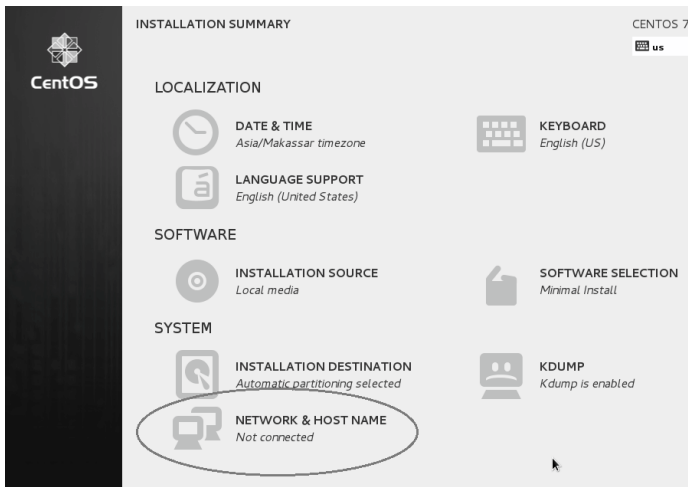 INSTALLATION SUMMARY
CENTOS 7
us
CentOS
LOCALIZATION
DATE & TIME
Asia/Makassar timezone
KEYBOARD
English (US)
á
LANGUAGE SUPPORT
English (United States)
SOFTWARE
INSTALLATION SOURCE
Local media
SOFTWARE SELECTION
Minimal Install
SYSTEM
INSTALLATION DESTINATION
Automatic partitioning selected
KDUMP
Kdump is enabled
NETWORK & HOST NAME
Not connected